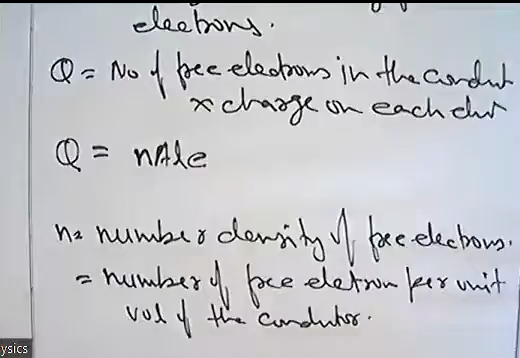 electrons.
Q = No of free electrons in the conduct
x charge on each elect
Q = nAle
n = number density of free electrons.
= number of free eletron per unit
vol of the conductor.
ysics